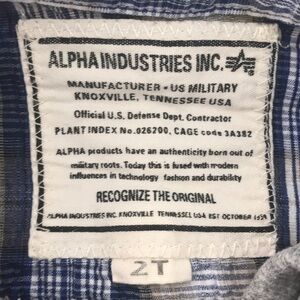 ALPHA INDUSTRIES INC.
MANUFACTURER - US MILITARY
KNOXVILLE, TENNESSEE USA
Official U.S. Defense Dept. Contractor
PLANT INDEX No.026200, CAGE code 3A382
ALPHA products have an authenticity born out of
military roots. Today this is fused with modern
influences in technology fashion and durability
RECOGNIZE THE ORIGINAL
ALPHA INDUSTRIES INC. KNOXVILLE TENNESSEE, USA 1ST OCTOBER 1959
2T